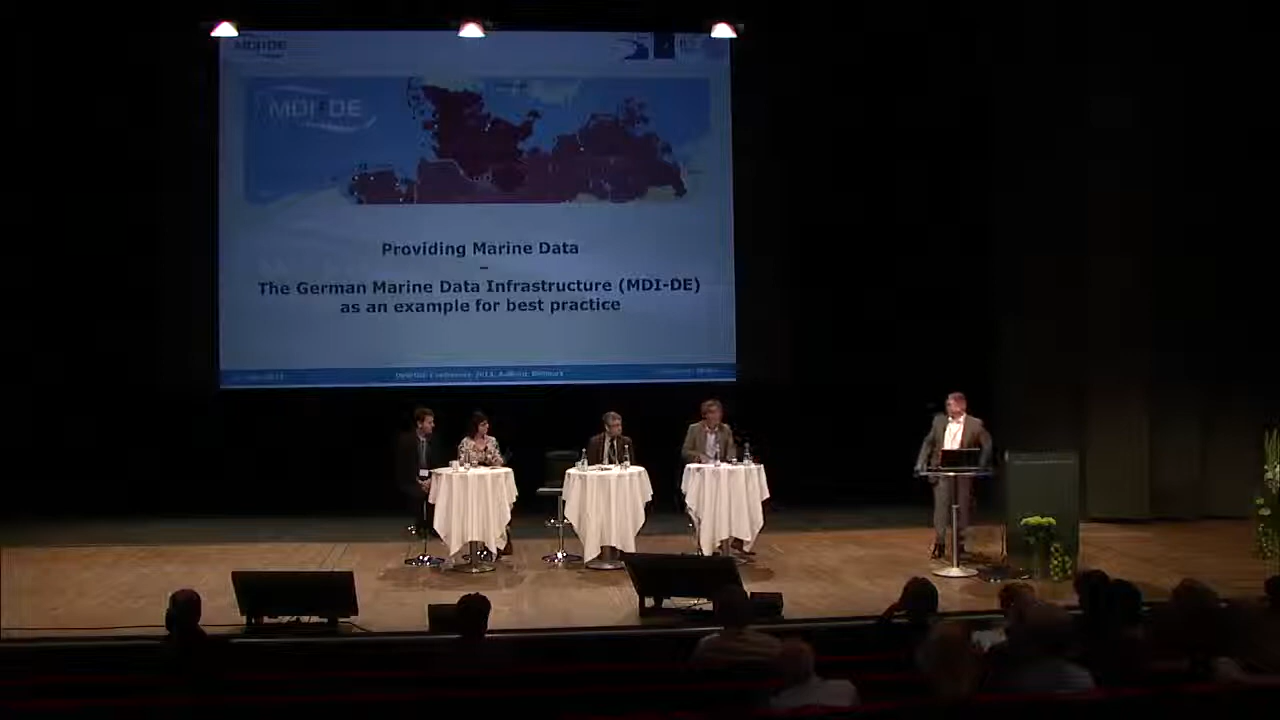 MDI-DE
Providing Marine Data
–
The German Marine Data Infrastructure (MDI-DE)
as an example for best practice